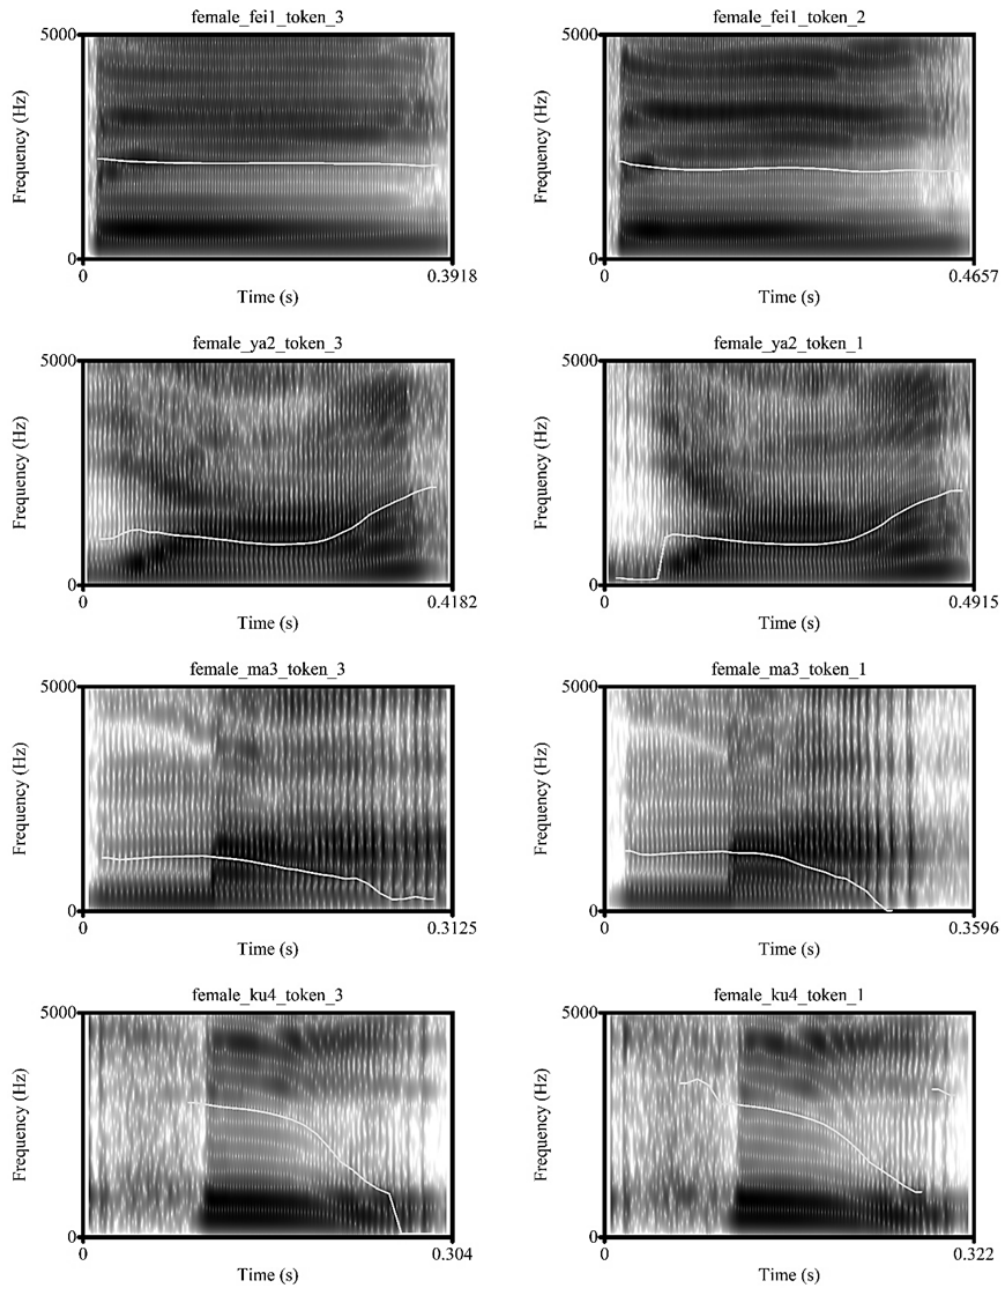 female_fei1_token_3
5000
Frequency (Hz)
0
0
0.3918
Time (s)
female_fei1_token_2
5000
Frequency (Hz)
0
0
0.4657
Time (s)
female_ya2_token_3
5000
Frequency (Hz)
0
0
0.4182
Time (s)
female_ya2_token_1
5000
Frequency (Hz)
0
0
0.4915
Time (s)
female_ma3_token_3
5000
Frequency (Hz)
0
0
0.3125
Time (s)
female_ma3_token_1
5000
Frequency (Hz)
0
0
0.3596
Time (s)
female_ku4_token_3
5000
Frequency (Hz)
0
0
0.304
Time (s)
female_ku4_token_1
5000
Frequency (Hz)
0
0
0.322
Time (s)